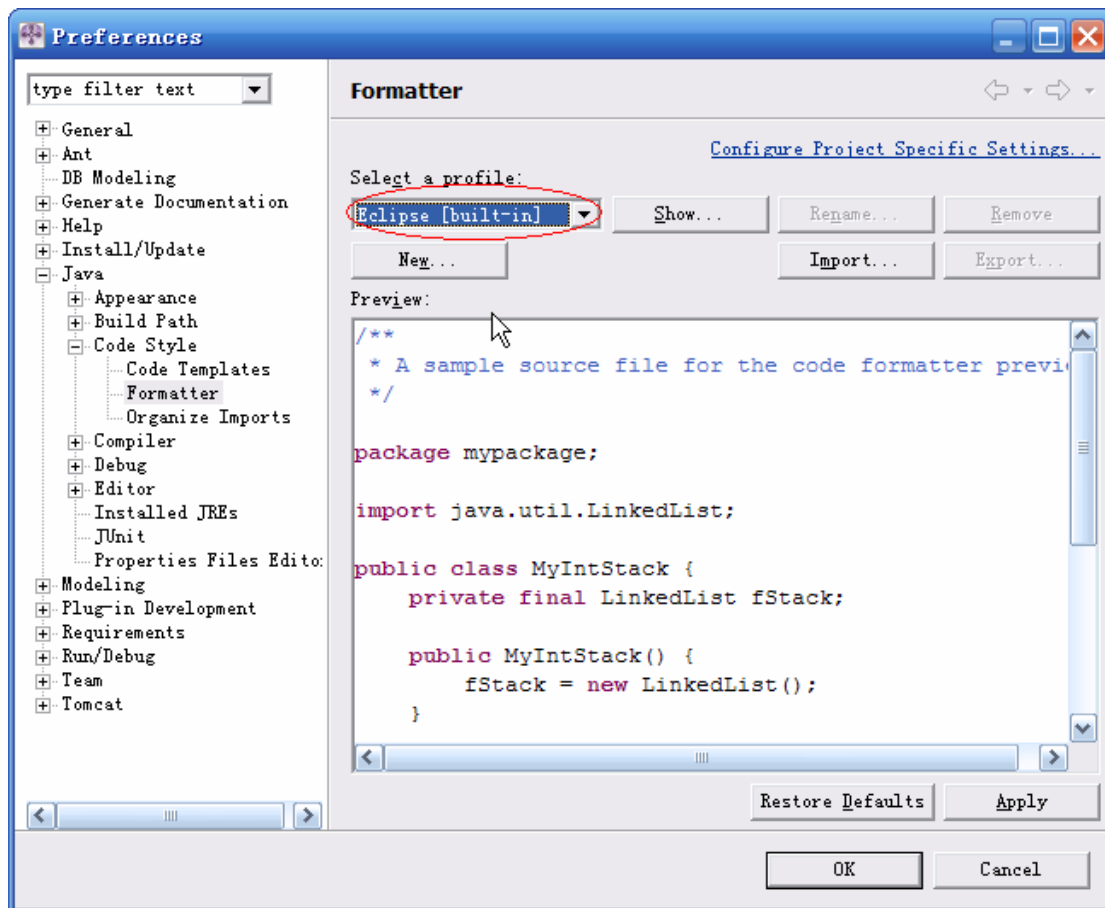 Preferences
type filter text
General
Ant
DB Modeling
Generate Documentation
Help
Install/Update
Java
Appearance
Build Path
Code Style
Code Templates
Formatter
Organize Imports
Compiler
Debug
Editor
Installed JREs
JUnit
Properties Files Edito
Modeling
Plug-in Development
Requirements
Run/Debug
Team
Tomcat
Formatter
Configure Project Specific Settings...
Select a profile:
Eclipse [built-in]
Show...
Rename...
Remove
New...
Import...
Export...
Preview:
/**
 * A sample source file for the code formatter previ
 */
package mypackage;
import java.util.LinkedList;
public class MyIntStack {
    private final LinkedList fStack;
    public MyIntStack() {
        fStack = new LinkedList();
    }
Restore Defaults
Apply
OK
Cancel